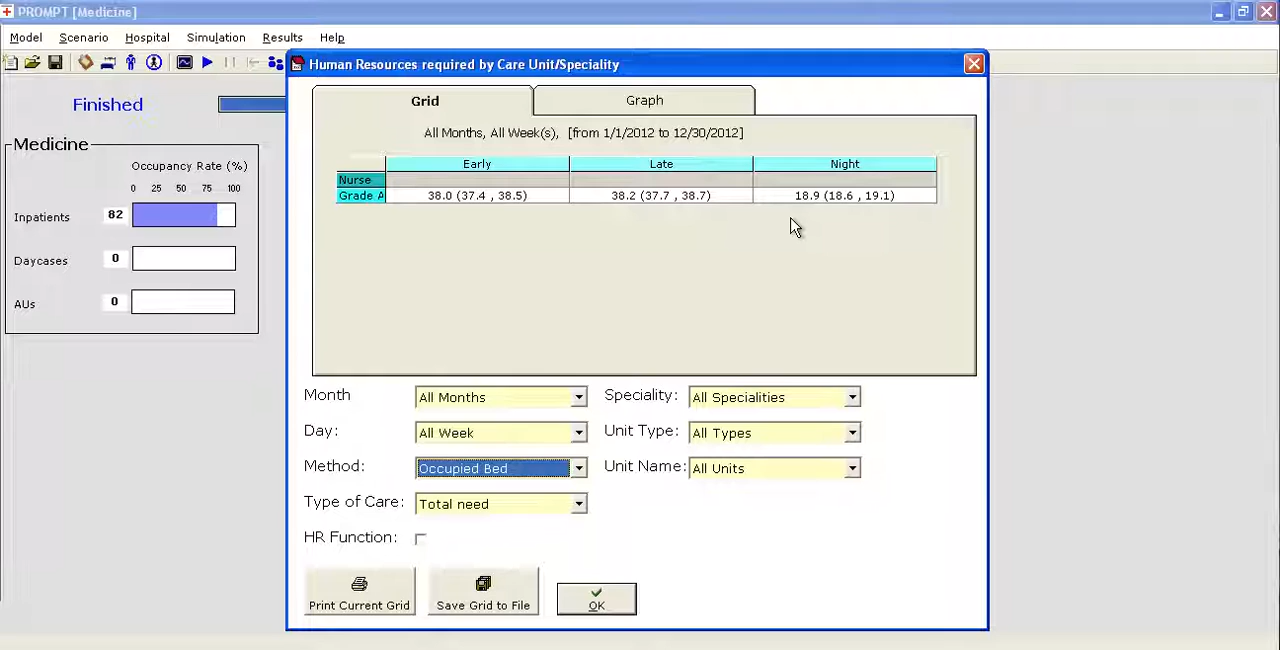 PROMPT [Medicine]
Model Scenario Hospital Simulation Results Help
Human Resources required by Care Unit/Speciality
Finished
Grid Graph
All Months, All Week(s), [from 1/1/2012 to 12/30/2012]
Medicine
Occupancy Rate (%)
0 25 50 75 100
Early Late Night
Nurse
Grade A 38.0 (37.4 , 38.5) 38.2 (37.7 , 38.7) 18.9 (18.6 , 19.1)
Inpatients 82
Daycases 0
AUs 0
Month All Months Speciality: All Specialities
Day: All Week Unit Type: All Types
Method: Occupied Bed Unit Name: All Units
Type of Care: Total need
HR Function:
Print Current Grid Save Grid to File OK